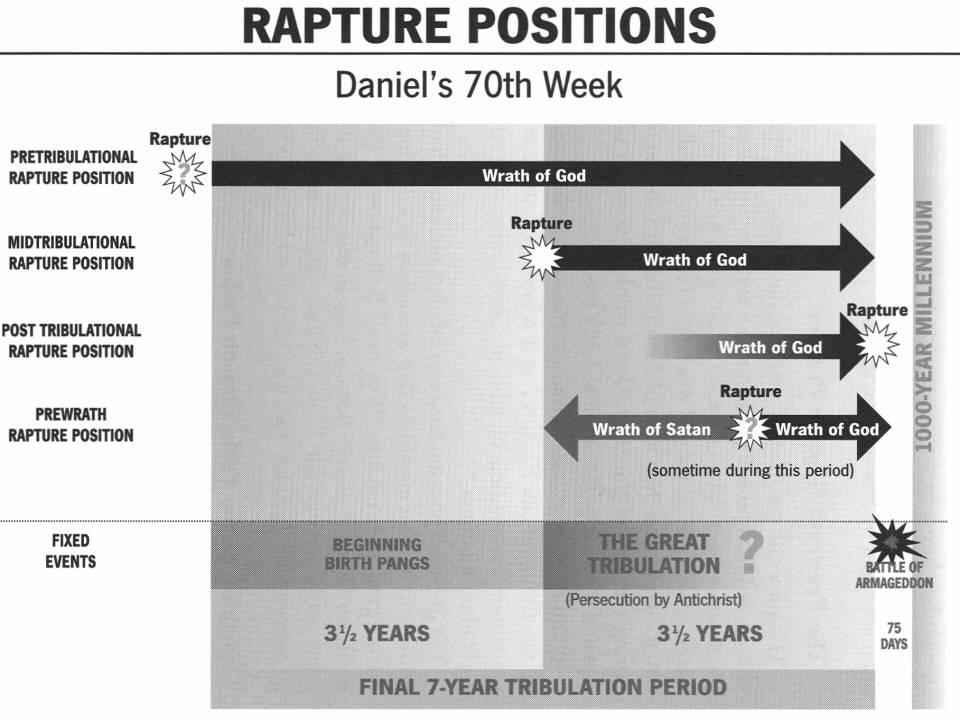 RAPTURE POSITIONS
Daniel's 70th Week
Rapture
PRETRIBULATIONAL
RAPTURE POSITION
?
Wrath of God
Rapture
MIDTRIBULATIONAL
RAPTURE POSITION
Wrath of God
Rapture
POST TRIBULATIONAL
RAPTURE POSITION
Wrath of God
Rapture
PREWRATH
RAPTURE POSITION
Wrath of Satan
?
Wrath of God
(sometime during this period)
1000-YEAR MILLENNIUM
FIXED
EVENTS
BEGINNING
BIRTH PANGS
THE GREAT
TRIBULATION
?
(Persecution by Antichrist)
BATTLE OF
ARMAGEDDON
3½ YEARS
3½ YEARS
75
DAYS
FINAL 7-YEAR TRIBULATION PERIOD